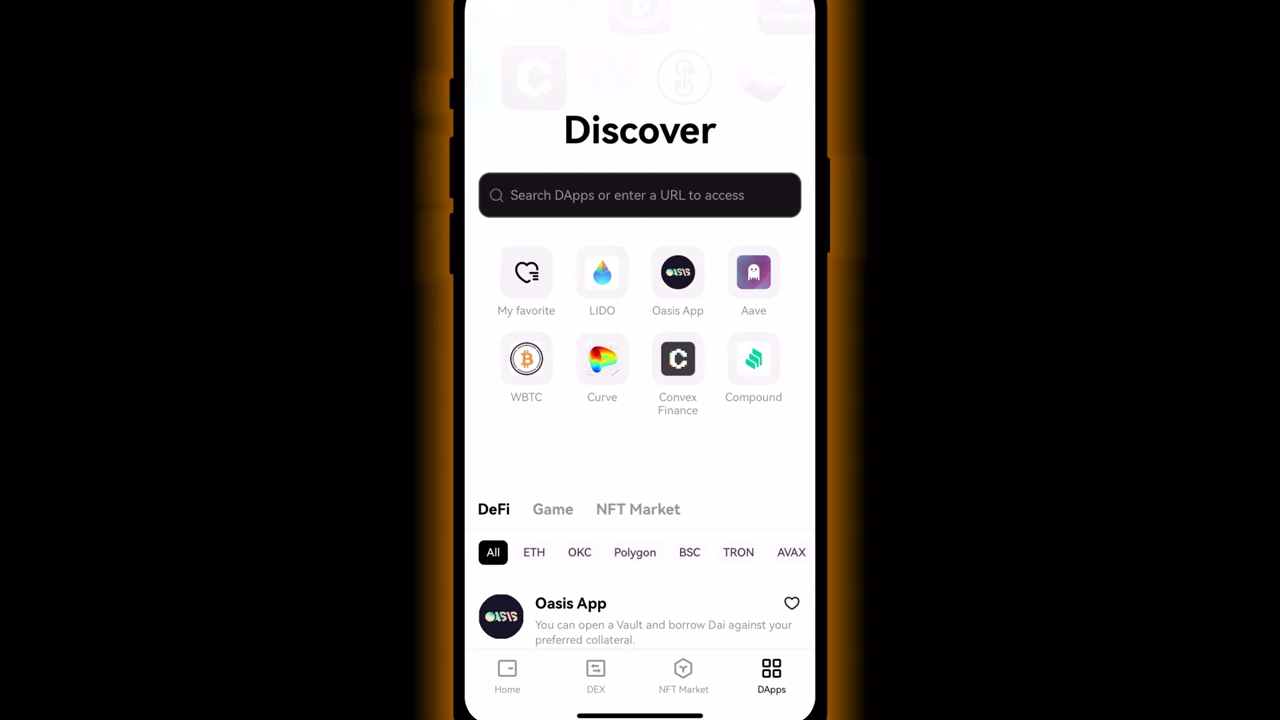 Discover
Search DApps or enter a URL to access
My favorite
LIDO
OASIS
Oasis App
Aave
WBTC
Curve
Convex
Finance
Compound
DeFi
Game
NFT Market
All
ETH
OKC
Polygon
BSC
TRON
AVAX
OASIS
Oasis App
You can open a Vault and borrow Dai against your
preferred collateral.
Home
DEX
NFT Market
DApps